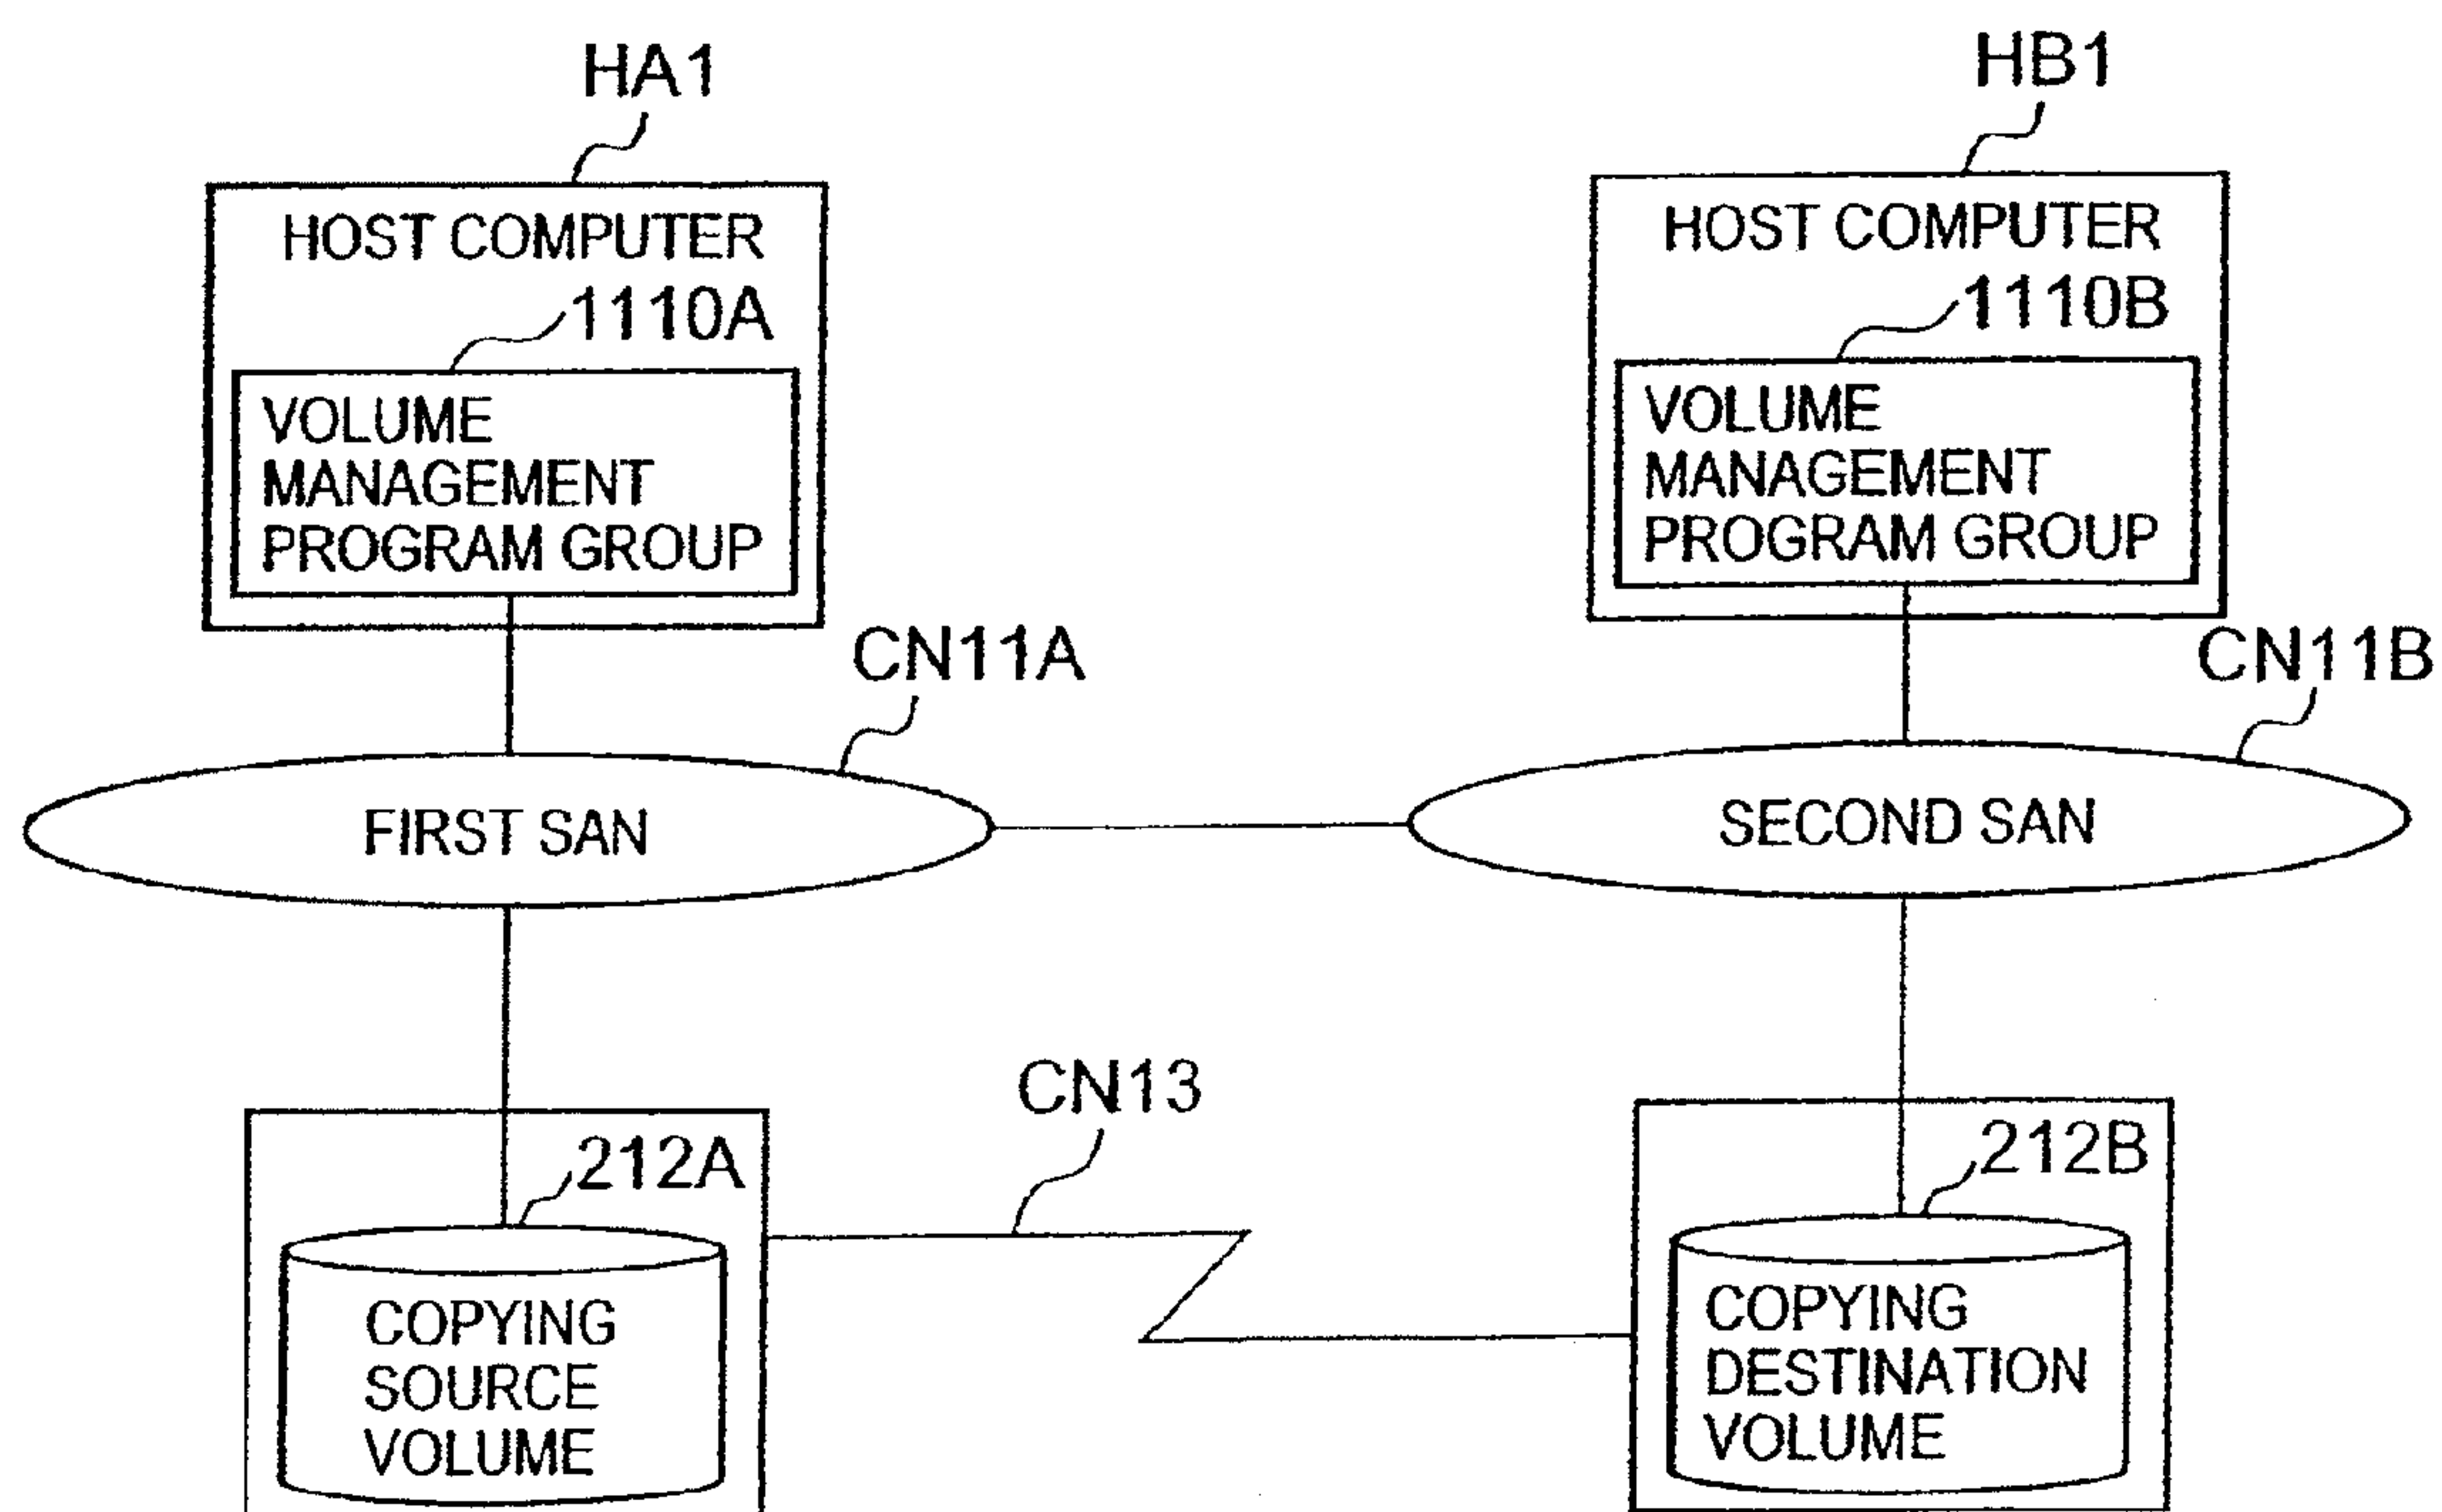 HA1
HB1
HOST COMPUTER
1110A
VOLUME
MANAGEMENT
PROGRAM GROUP
HOST COMPUTER
1110B
VOLUME
MANAGEMENT
PROGRAM GROUP
CN11A
CN11B
FIRST SAN
SECOND SAN
CN13
212A
COPYING
SOURCE
VOLUME
212B
COPYING
DESTINATION
VOLUME